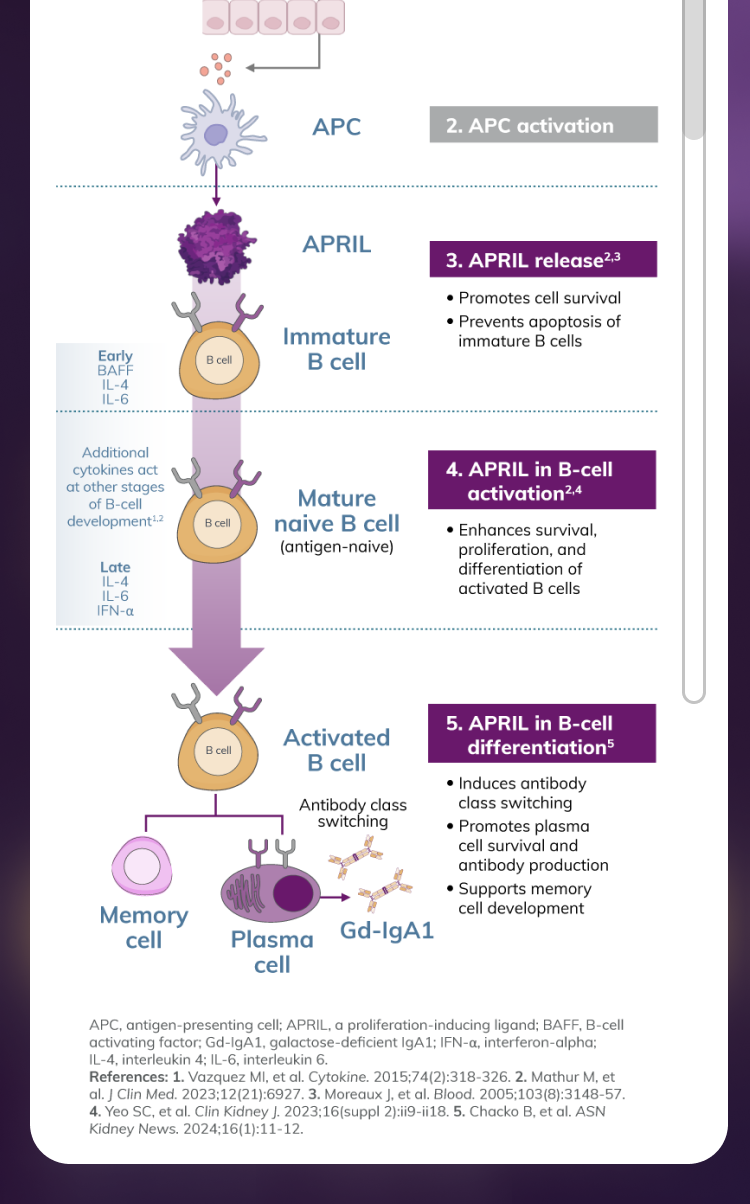 APC
2. APC activation
APRIL
3. APRIL release2,3
• Promotes cell survival
• Prevents apoptosis of
immature B cells
Immature
B cell
B cell
Early
BAFF
IL-4
IL-6
Additional
cytokines act
at other stages
of B-cell
development1,2
Late
IL-4
IL-6
IFN-α
B cell
Mature
naive B cell
(antigen-naive)
4. APRIL in B-cell
activation2,4
• Enhances survival,
proliferation, and
differentiation of
activated B cells
B cell
Activated
B cell
5. APRIL in B-cell
differentiation5
• Induces antibody
class switching
• Promotes plasma
cell survival and
antibody production
• Supports memory
cell development
Antibody class
switching
Memory
cell
Plasma
cell
Gd-IgA1
APC, antigen-presenting cell; APRIL, a proliferation-inducing ligand; BAFF, B-cell
activating factor; Gd-IgA1, galactose-deficient IgA1; IFN-α, interferon-alpha;
IL-4, interleukin 4; IL-6, interleukin 6.
References: 1. Vazquez MI, et al. Cytokine. 2015;74(2):318-326. 2. Mathur M, et
al. J Clin Med. 2023;12(21):6927. 3. Moreaux J, et al. Blood. 2005;103(8):3148-57.
4. Yeo SC, et al. Clin Kidney J. 2023;16(suppl 2):ii9-ii18. 5. Chacko B, et al. ASN
Kidney News. 2024;16(1):11-12.